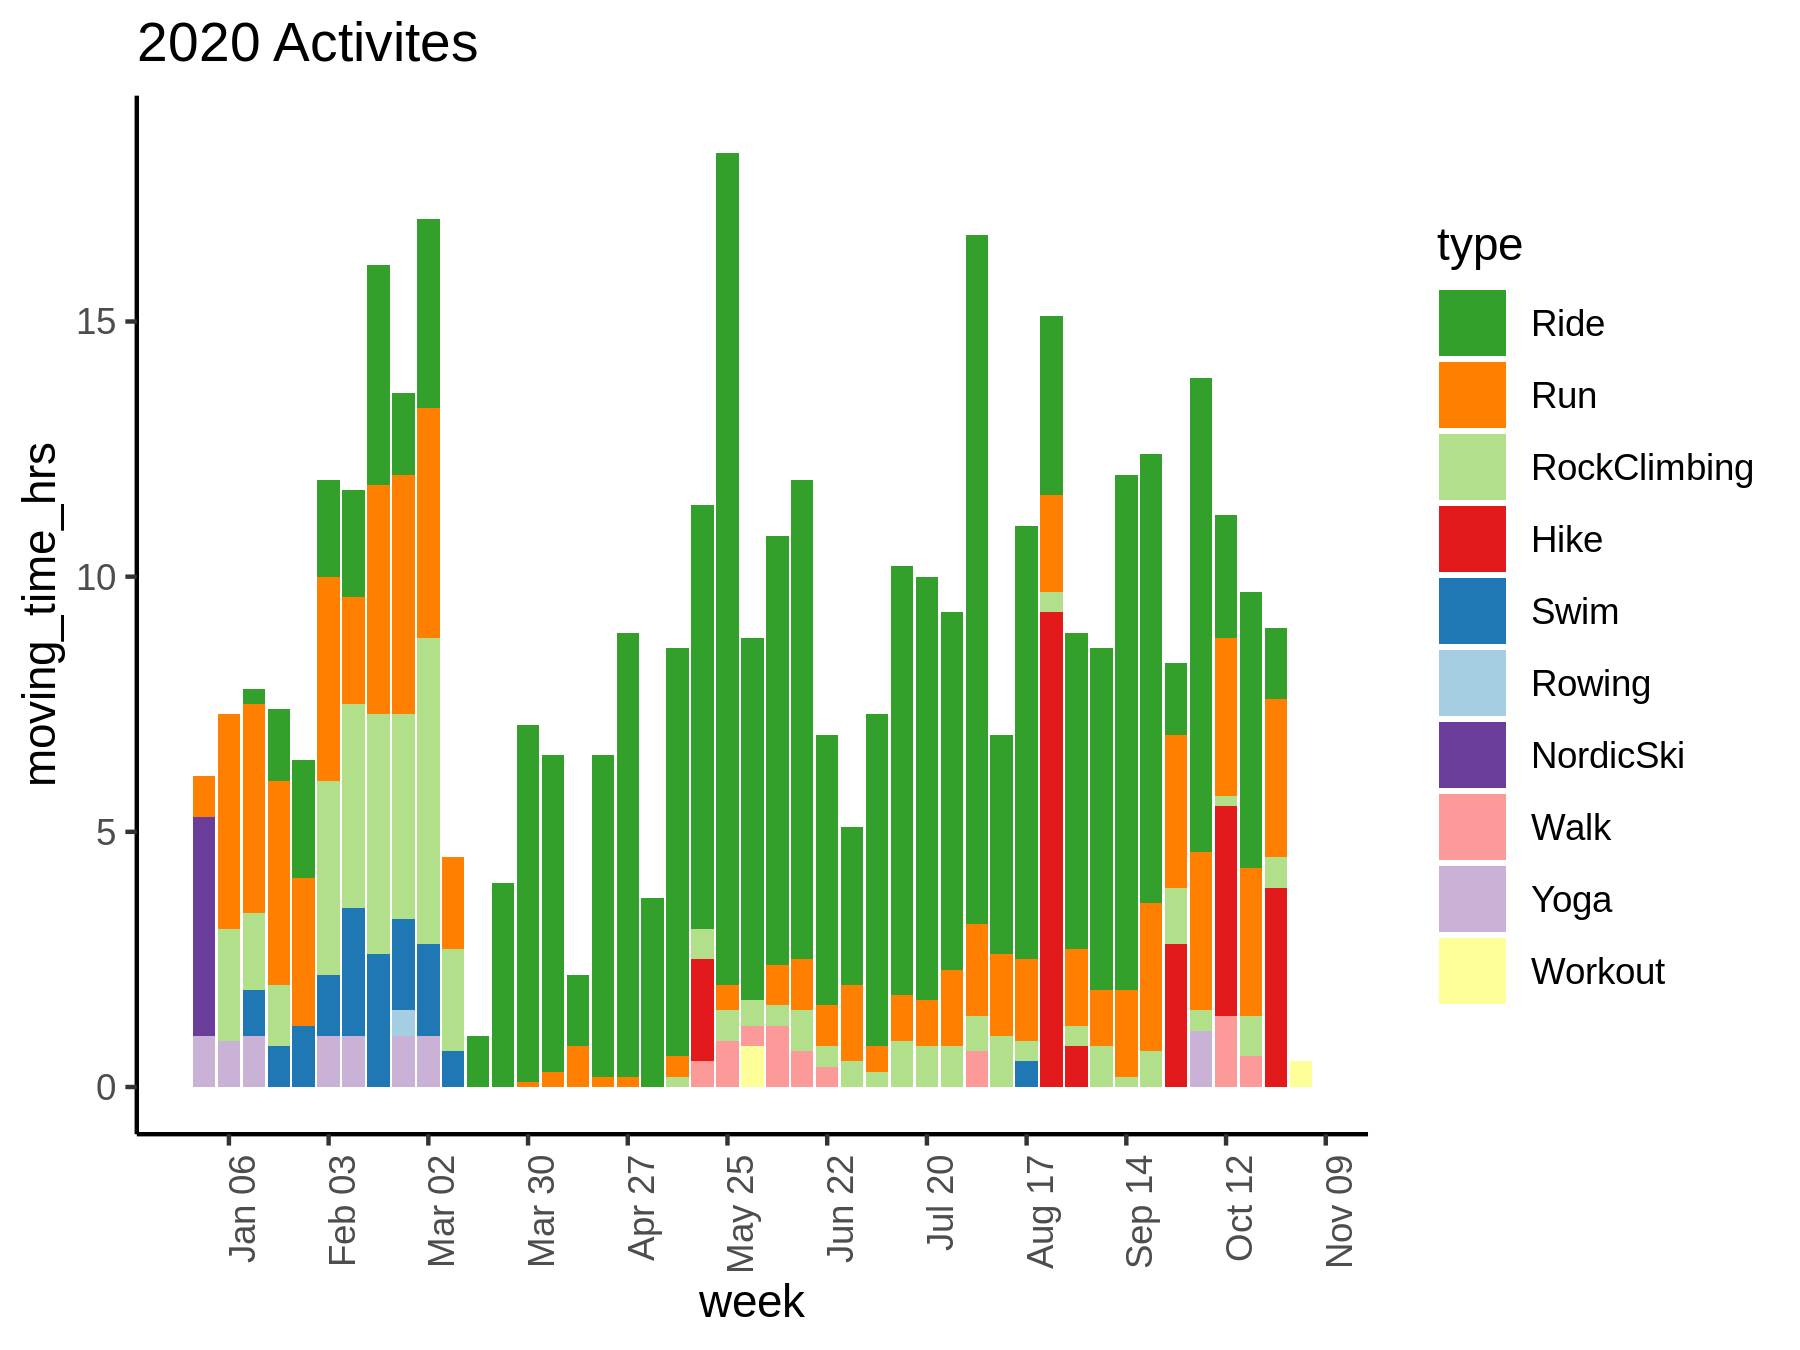 2020 Activites
moving_time_hrs
15
10
5
0
Jan 06
Feb 03
Mar 02
Mar 30
Apr 27
May 25
Jun 22
Jul 20
Aug 17
Sep 14
Oct 12
Nov 09
week
type
Ride
Run
RockClimbing
Hike
Swim
Rowing
NordicSki
Walk
Yoga
Workout